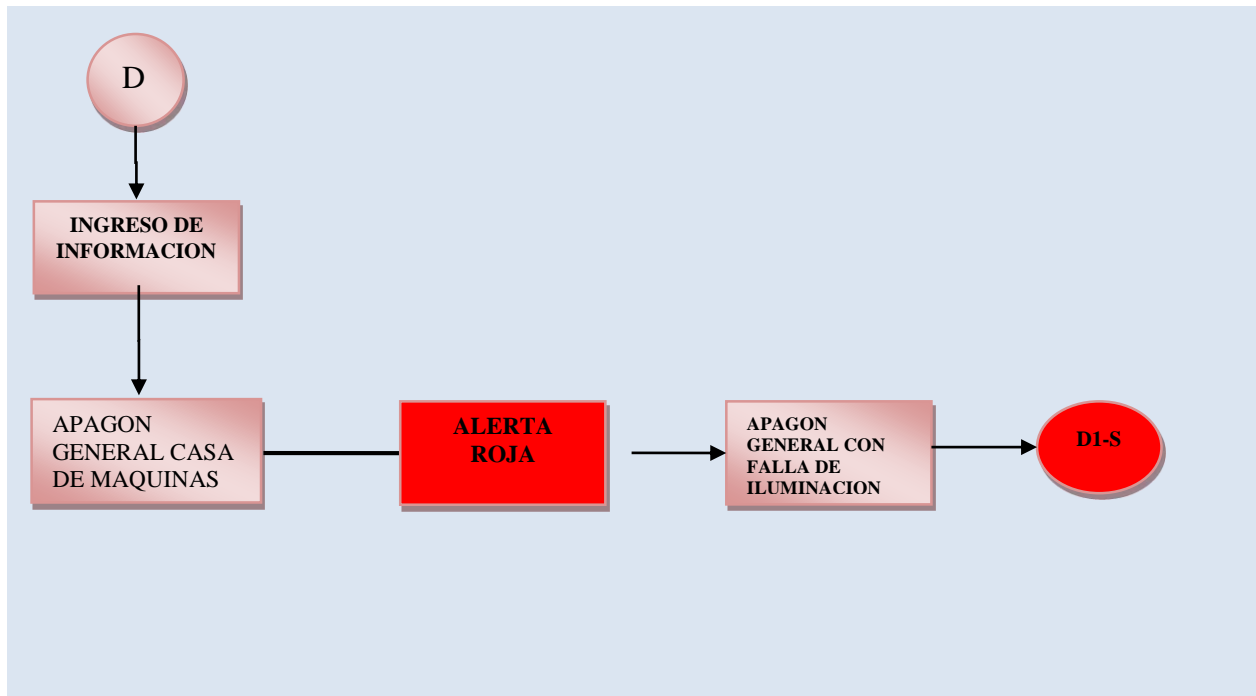 D
INGRESO DE
INFORMACION
APAGON
GENERAL CASA
DE MAQUINAS
ALERTA
ROJA
APAGON
GENERAL CON
FALLA DE
ILUMINACION
D1-S